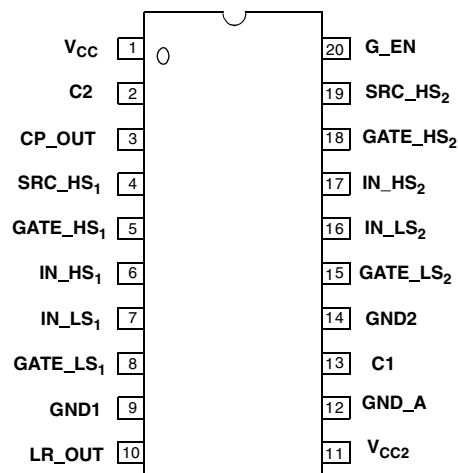 V_CC 1 20 G_EN
C2 2 19 SRC_HS₂
CP_OUT 3 18 GATE_HS₂
SRC_HS₁ 4 17 IN_HS₂
GATE_HS₁ 5 16 IN_LS₂
IN_HS₁ 6 15 GATE_LS₂
IN_LS₁ 7 14 GND2
GATE_LS₁ 8 13 C1
GND1 9 12 GND_A
LR_OUT 10 11 V_CC2